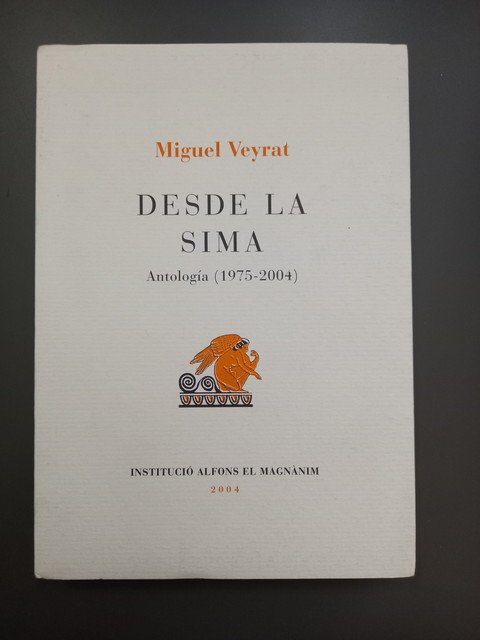 Miguel Veyrat
DESDE LA
SIMA
Antología (1975-2004)
INSTITUCIÓ ALFONS EL MAGNÀNIM
2004